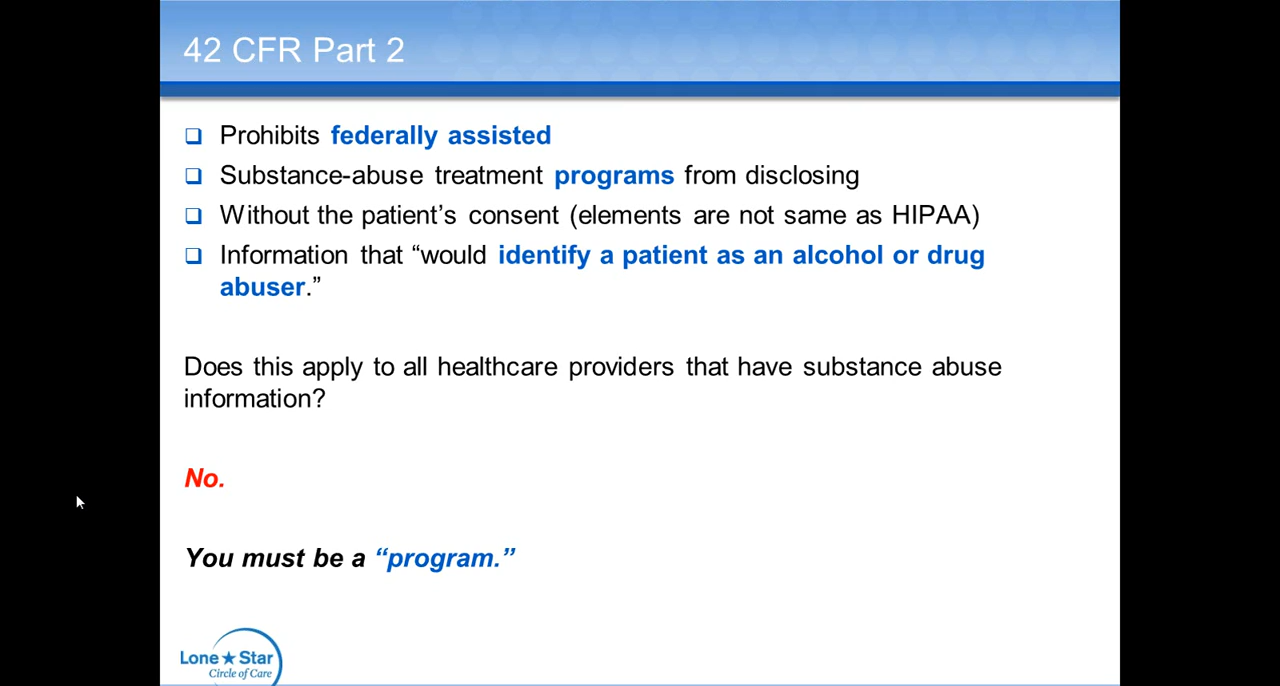 42 CFR Part 2
Prohibits federally assisted
Substance-abuse treatment programs from disclosing
Without the patient’s consent (elements are not same as HIPAA)
Information that “would identify a patient as an alcohol or drug
abuser.”
Does this apply to all healthcare providers that have substance abuse
information?
No.
You must be a “program.”
Lone★Star
Circle of Care